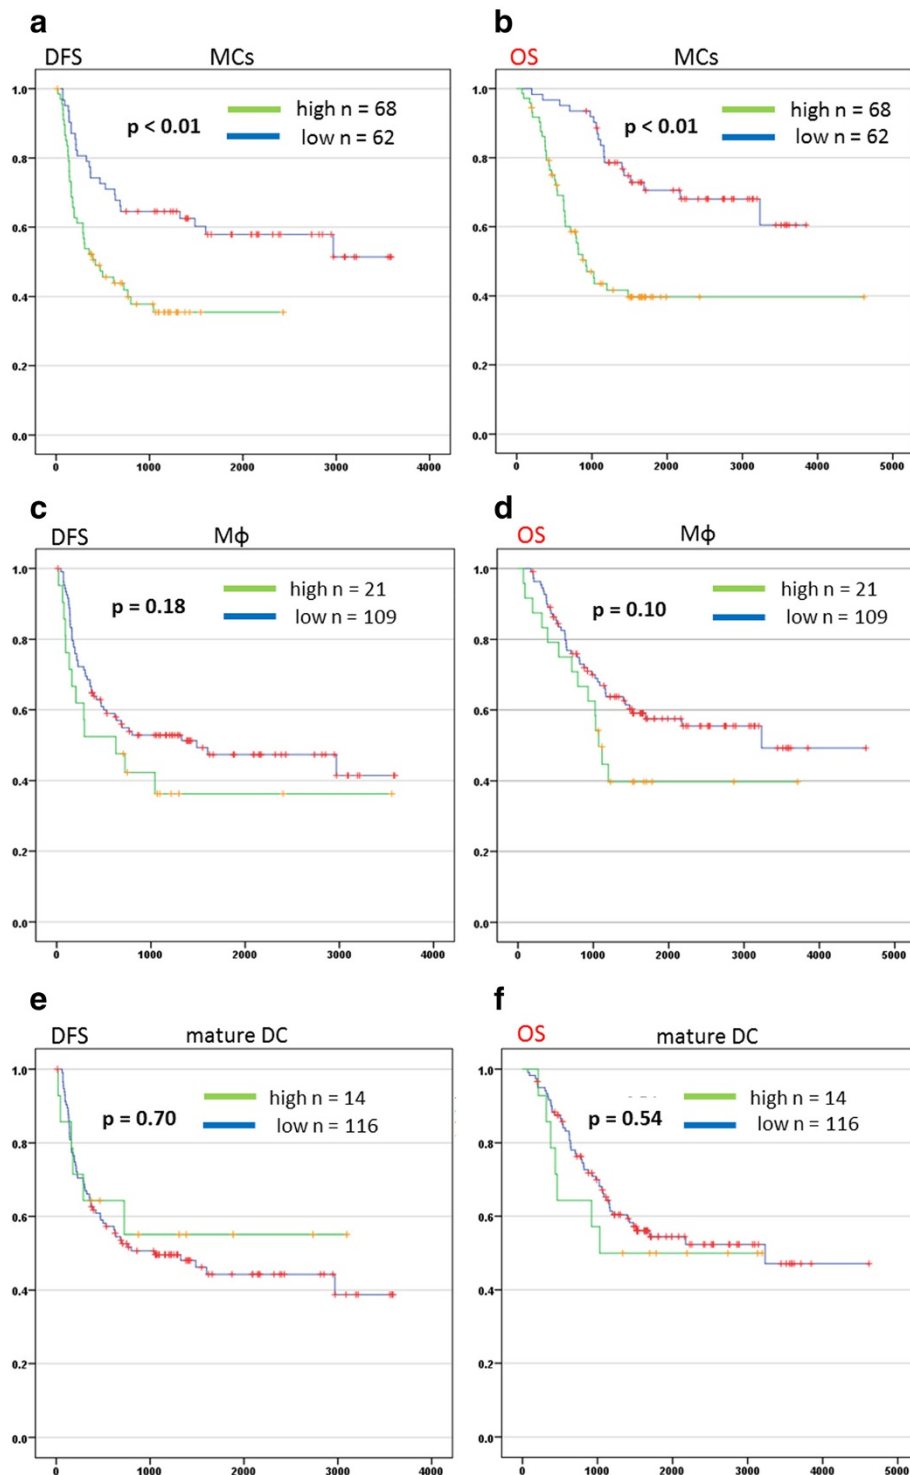 a
DFS MCs
1.0
0.8
0.6
0.4
0.2
0.0
p < 0.01
high n = 68
low n = 62
0 1000 2000 3000 4000
b
OS MCs
1.0
0.8
0.6
0.4
0.2
0.0
p < 0.01
high n = 68
low n = 62
0 1000 2000 3000 4000 5000
c
DFS Mϕ
1.0
0.8
0.6
0.4
0.2
0.0
p = 0.18
high n = 21
low n = 109
0 1000 2000 3000 4000
d
OS Mϕ
1.0
0.8
0.6
0.4
0.2
0.0
p = 0.10
high n = 21
low n = 109
0 1000 2000 3000 4000 5000
e
DFS mature DC
1.0
0.8
0.6
0.4
0.2
0.0
p = 0.70
high n = 14
low n = 116
0 1000 2000 3000 4000
f
OS mature DC
1.0
0.8
0.6
0.4
0.2
0.0
p = 0.54
high n = 14
low n = 116
0 1000 2000 3000 4000 5000